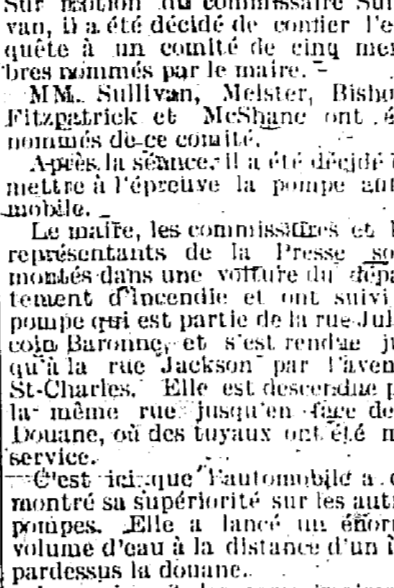 Sur motion du commissaire Sul
van, il a été décidé de confier l'e
quête à un comité de cinq mem
bres nommés par le maire.
MM. Sullivan, Meister, Bisho
Fitzpatrick et McShane ont é
nommés de ce comité.
Après la séance, il a été décidé
mettre à l'épreuve la pompe aut
mobile.
Le maire, les commissaires et l
représentants de la Presse so
montés dans une voiture du dépa
tement d'Incendie et ont suivi
pompe qui est partie de la rue Jul
coin Baronne, et s'est rendue ju
qu'à la rue Jackson par l'aven
St-Charles. Elle est descendue p
la même rue jusqu'en face de
Douane, où des tuyaux ont été m
service.
C'est ici que l'automobile a d
montré sa supériorité sur les aut
pompes. Elle a lancé un énor
volume d'eau à la distance d'un î
pardessus la douane.